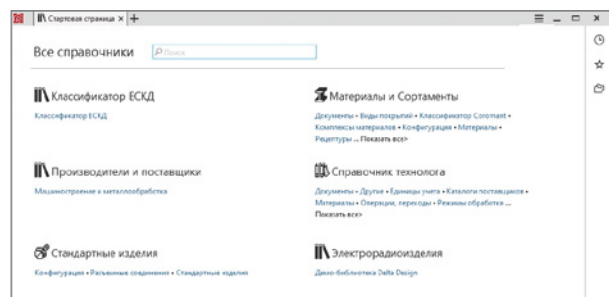 Стартовая страница
Все справочники
Поиск
Классификатор ЕСКД
Классификатор ЕСКД
Материалы и Сортаменты
Документы • Виды покрытий • Классификатор Coromant •
Комплексы материалов • Конфигурация • Материалы •
Рецептуры ... Показать все>
Производители и поставщики
Машиностроение и металлообработка
Справочник технолога
Документы • Другие • Единицы учета • Каталоги поставщиков •
Материалы • Операции, переходы • Режимы обработки ...
Показать все>
Стандартные изделия
Конфигурация • Разъемные соединения • Стандартные изделия
Электрорадиоизделия
Демо-библиотека Delta Design